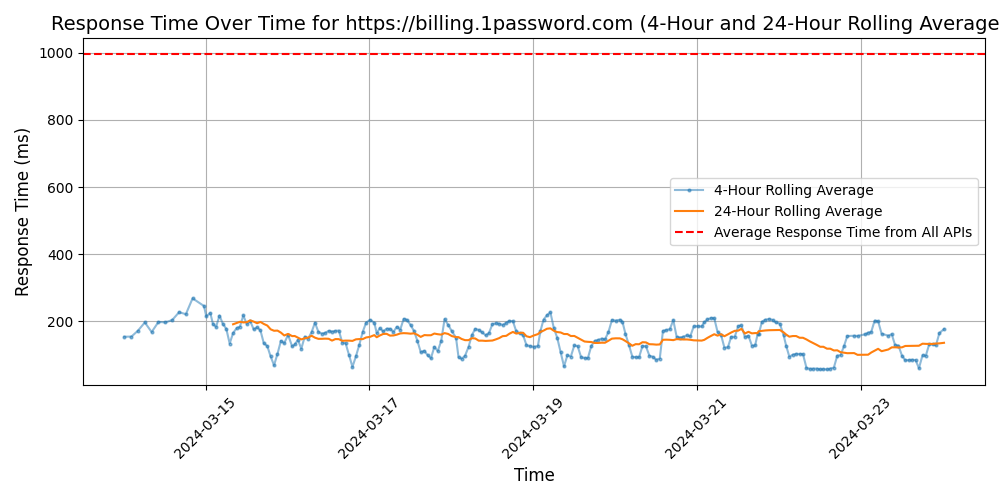 Response Time Over Time for https://billing.1password.com (4-Hour and 24-Hour Rolling Average
1000
800
600
400
200
Response Time (ms)
4-Hour Rolling Average
24-Hour Rolling Average
Average Response Time from All APIs
2024-03-15
2024-03-17
2024-03-19
2024-03-21
2024-03-23
Time